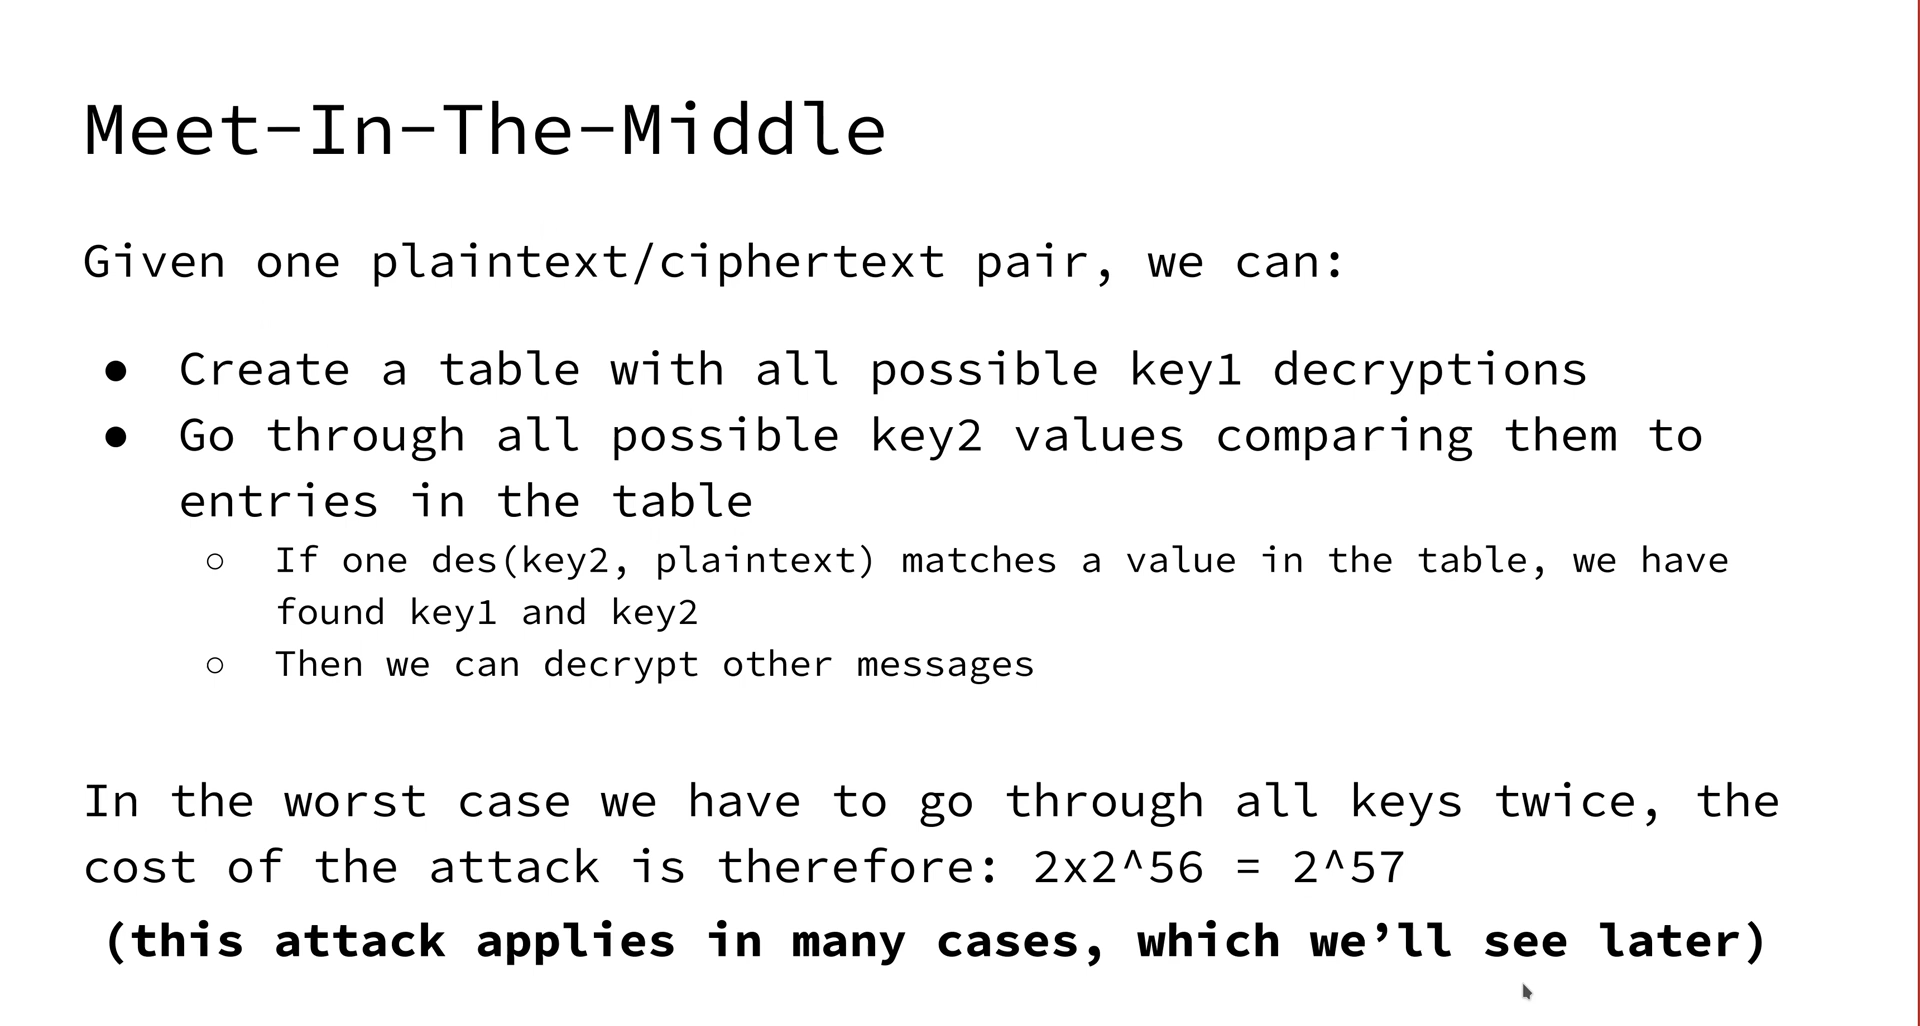 Meet-In-The-Middle
Given one plaintext/ciphertext pair, we can:
● Create a table with all possible key1 decryptions
● Go through all possible key2 values comparing them to
entries in the table
○ If one des(key2, plaintext) matches a value in the table, we have
found key1 and key2
○ Then we can decrypt other messages
In the worst case we have to go through all keys twice, the
cost of the attack is therefore: 2x2^56 = 2^57
(this attack applies in many cases, which we’ll see later)